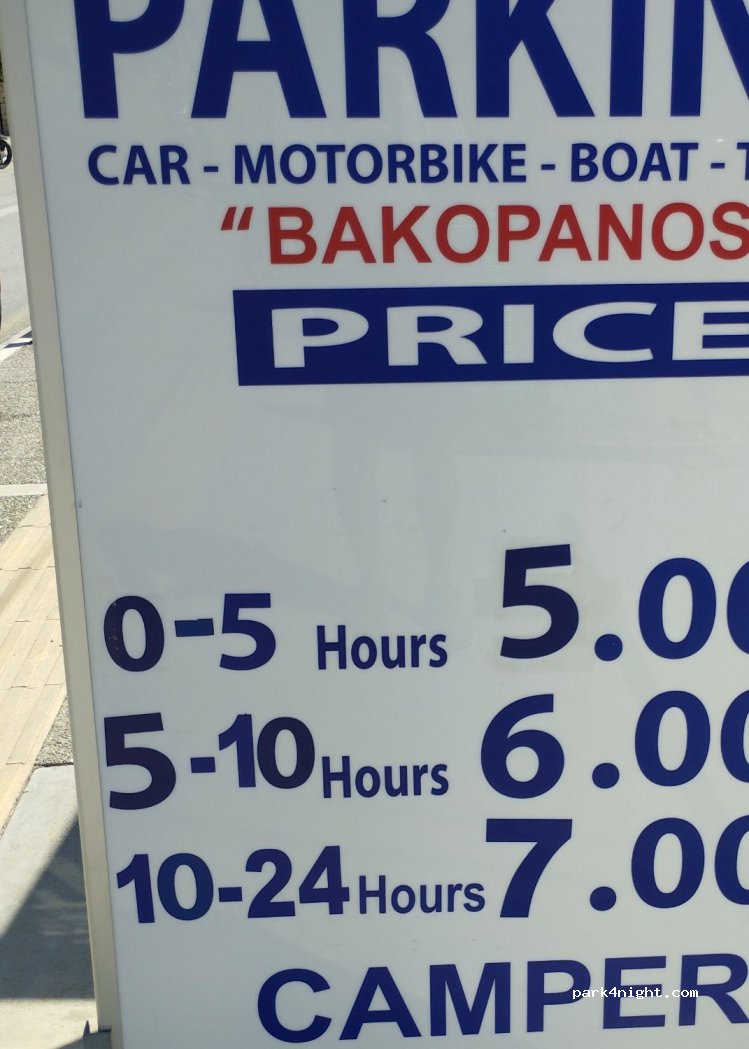 PARKIN
CAR - MOTORBIKE - BOAT - T
"BAKOPANOS
PRICE
0-5 Hours 5.00
5-10 Hours 6.00
10-24 Hours 7.00
CAMPER
park4night.com